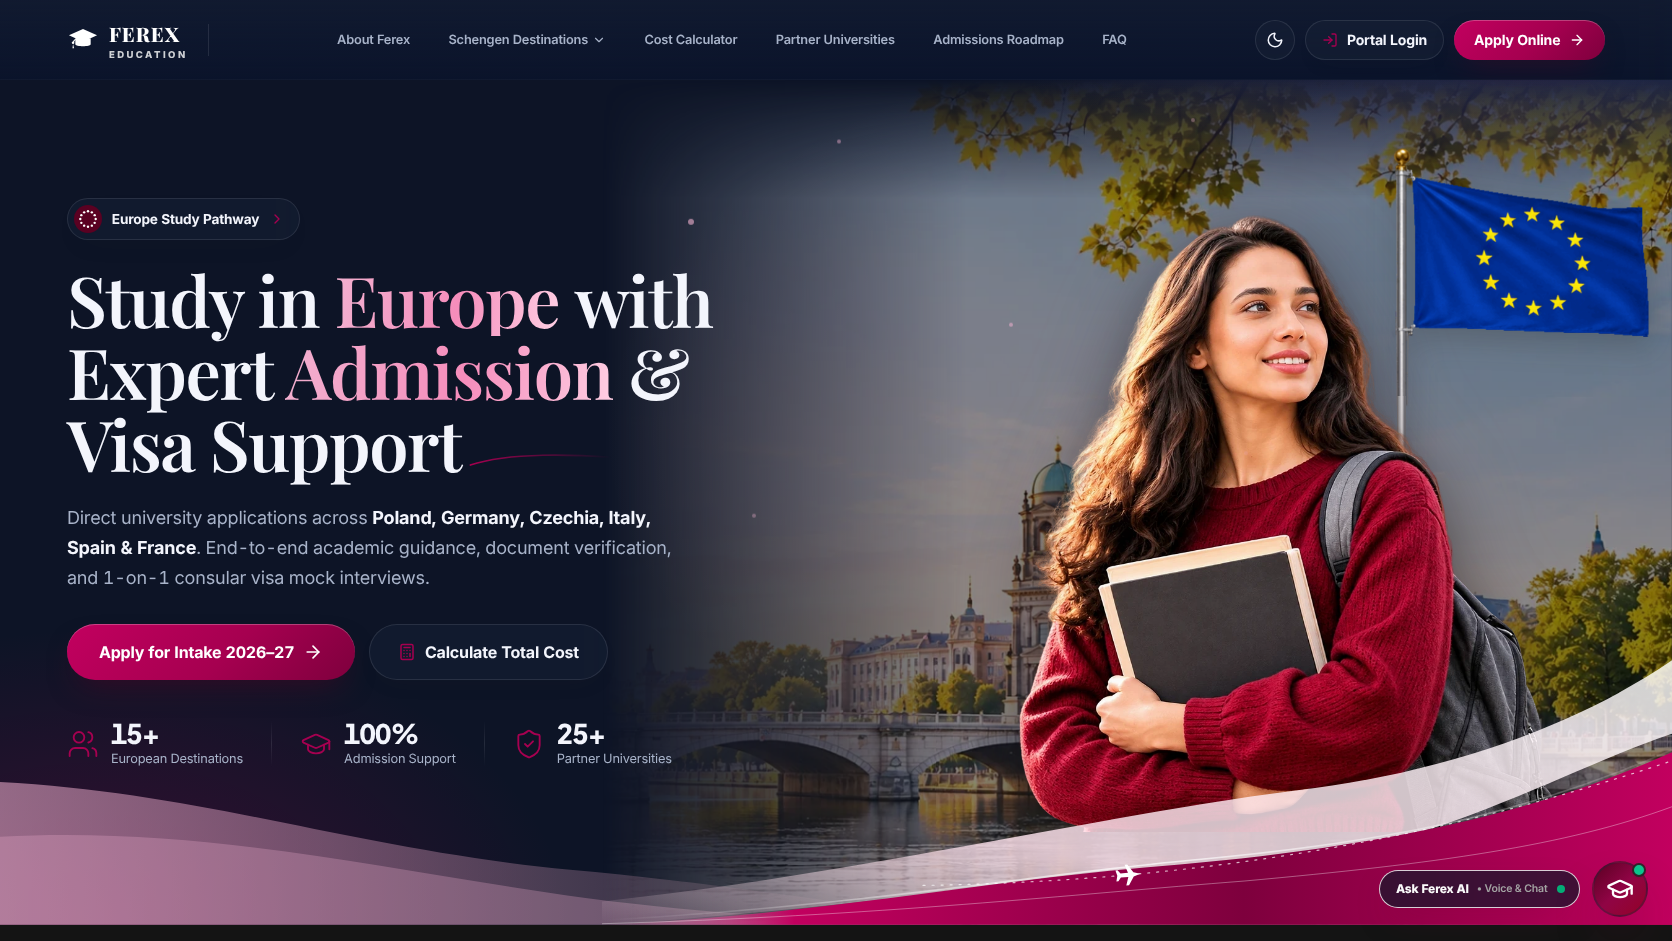 FEREX
EDUCATION
About Ferex
Schengen Destinations
Cost Calculator
Partner Universities
Admissions Roadmap
FAQ
Portal Login
Apply Online
Europe Study Pathway
Study in Europe with
Expert Admission &
Visa Support
Direct university applications across Poland, Germany, Czechia, Italy,
Spain & France. End-to-end academic guidance, document verification,
and 1-on-1 consular visa mock interviews.
Apply for Intake 2026–27
Calculate Total Cost
15+
European Destinations
100%
Admission Support
25+
Partner Universities
Ask Ferex AI • Voice & Chat